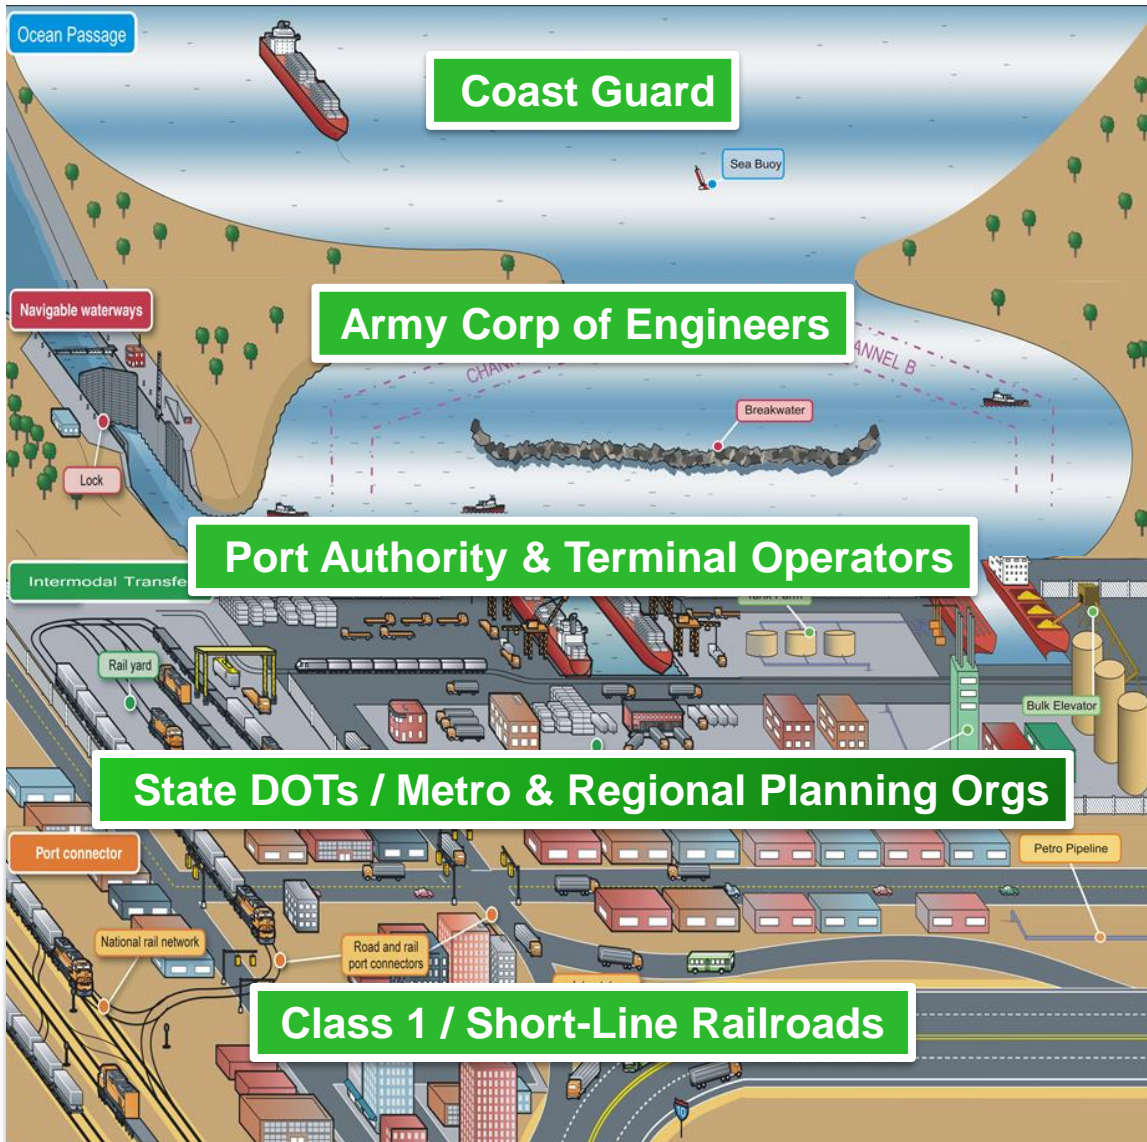 Ocean Passage
Coast Guard
Sea Buoy
Navigable waterways
Army Corp of Engineers
ANNEL B
Breakwater
Lock
Port Authority & Terminal Operators
Intermodal Transfe
Rail yard
Bulk Elevator
State DOTs / Metro & Regional Planning Orgs
Port connector
Petro Pipeline
National rail network
Road and rail
port connectors
Class 1 / Short-Line Railroads
10